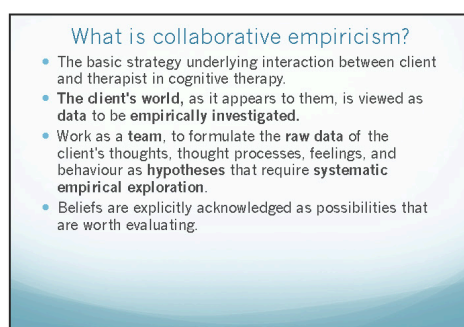 What is collaborative empiricism?
• The basic strategy underlying interaction between client
and therapist in cognitive therapy.
• The client's world, as it appears to them, is viewed as
data to be empirically investigated.
• Work as a team, to formulate the raw data of the
client's thoughts, thought processes, feelings, and
behaviour as hypotheses that require systematic
empirical exploration.
• Beliefs are explicitly acknowledged as possibilities that
are worth evaluating.